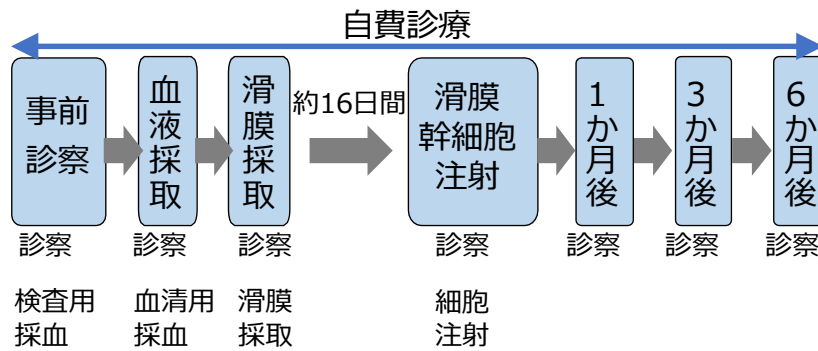 自費診療
事前
診察
血液採取
滑膜採取
約16日間
滑膜
幹細胞
注射
1か月後
3か月後
6か月後
診察
診察
診察
診察
診察
診察
診察
検査用
採血
血清用
採血
滑膜
採取
細胞
注射